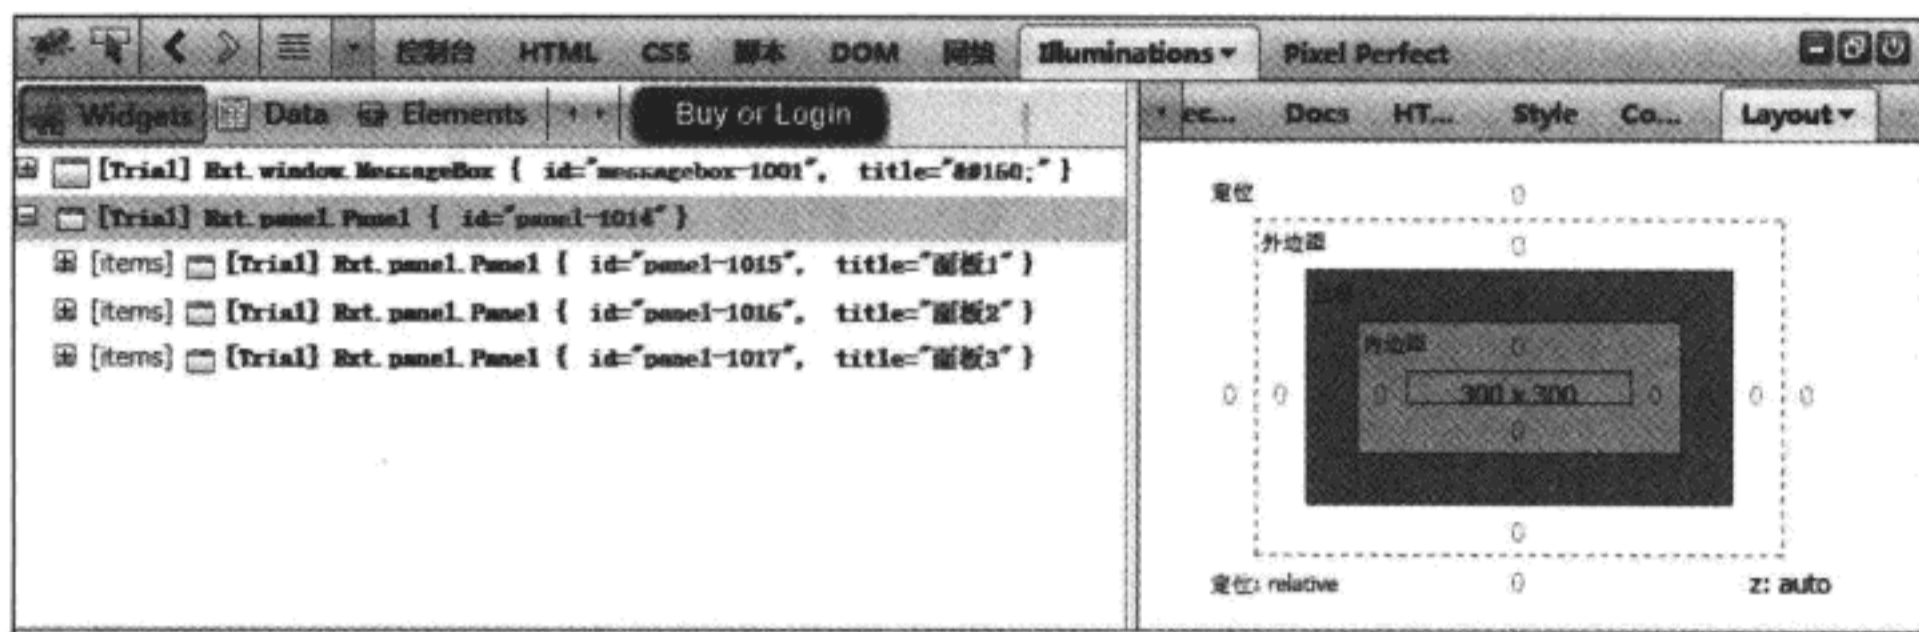 控制台 HTML CSS 脚本 DOM 网络 Illuminations Pixel Perfect
Widgets Data Elements Buy or Login
ec... Docs HT... Style Co... Layout
[Trial] Ext.window.MessageBox { id="messagebox-1001", title="&#160;" }
[Trial] Ext.panel.Panel { id="panel-1014" }
[items] [Trial] Ext.panel.Panel { id="panel-1015", title="面板1" }
[items] [Trial] Ext.panel.Panel { id="panel-1016", title="面板2" }
[items] [Trial] Ext.panel.Panel { id="panel-1017", title="面板3" }
定位 0
外边距 0
内边距 0
0 0 0 300 x 300 0 0 0
0
0
定位: relative 0 z: auto